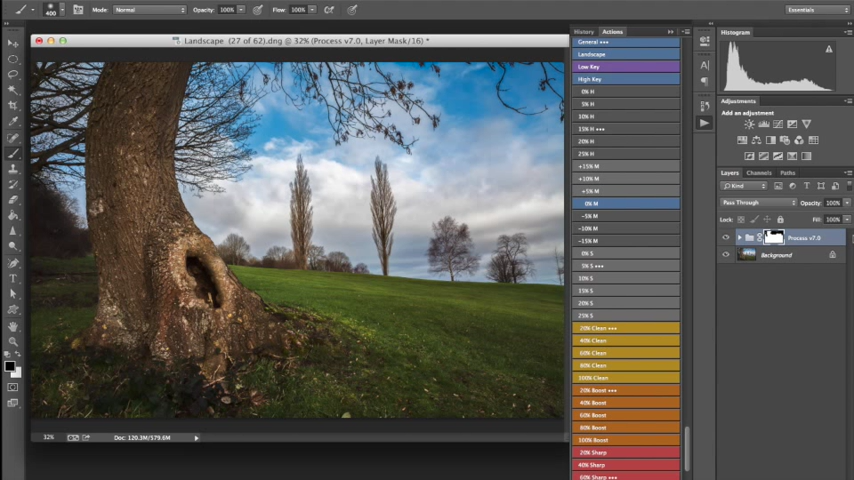 400
Mode: Normal
Opacity: 100%
Flow: 100%
Essentials
Landscape (27 of 62).dng @ 32% (Process v7.0, Layer Mask/16) *
32%
Doc: 120.3M/579.6M
History
Actions
General •••
Landscape
Low Key
High Key
0% H
5% H
10% H
15% H •••
20% H
25% H
+15% M
+10% M
+5% M
0% M
-5% M
-10% M
-15% M
0% S
5% S •••
10% S
15% S
20% S
25% S
20% Clean •••
40% Clean
60% Clean
80% Clean
100% Clean
20% Boost •••
40% Boost
60% Boost
80% Boost
100% Boost
20% Sharp
40% Sharp
60% Sharp •••
Histogram
Adjustments
Add an adjustment
Layers
Channels
Paths
Kind
Pass Through
Opacity: 100%
Lock:
Fill: 100%
Process v7.0
Background